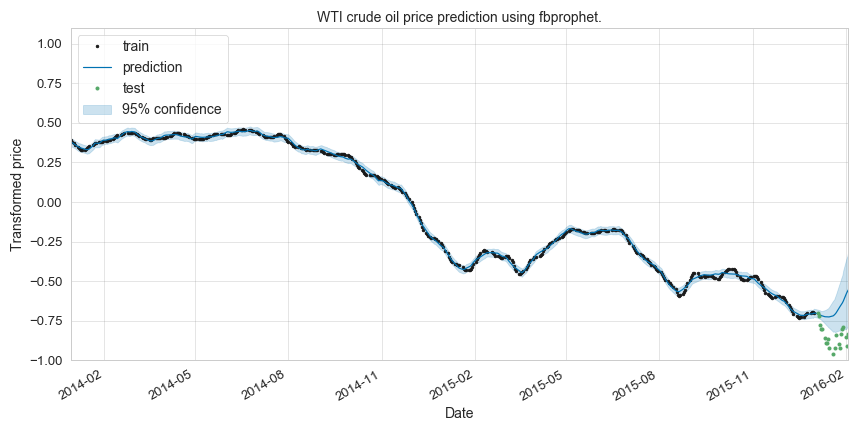 WTI crude oil price prediction using fbprophet.
train
prediction
test
95% confidence
Transformed price
1.00
0.75
0.50
0.25
0.00
−0.25
−0.50
−0.75
−1.00
2014-02
2014-05
2014-08
2014-11
2015-02
2015-05
2015-08
2015-11
2016-02
Date